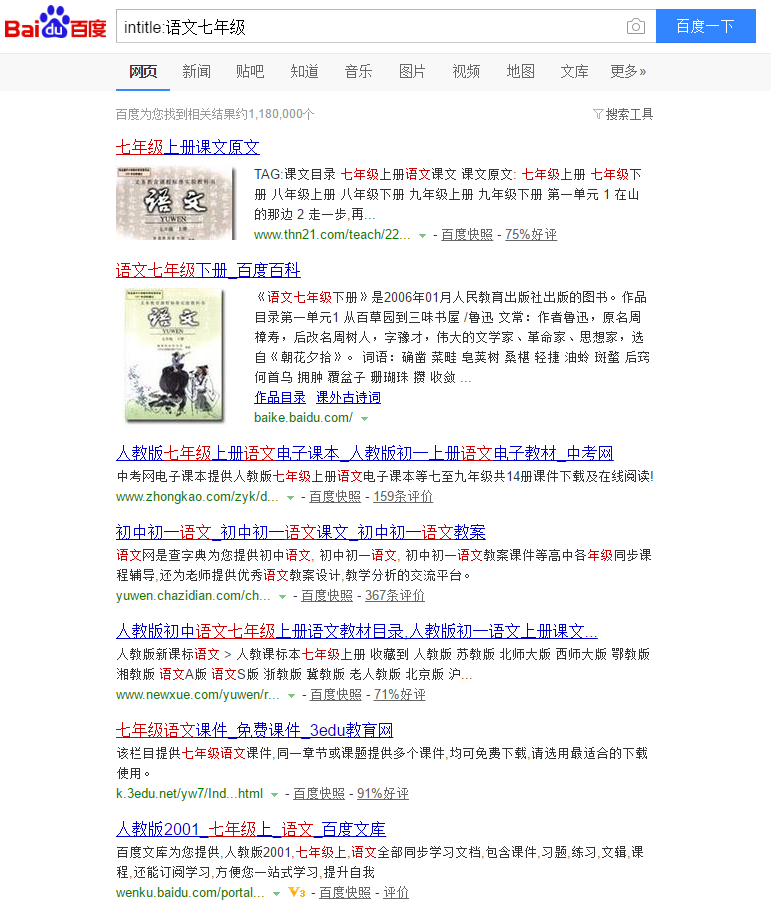 Bai du 百度
intitle:语文七年级
百度一下
网页 新闻 贴吧 知道 音乐 图片 视频 地图 文库 更多»
百度为您找到相关结果约1,180,000个
搜索工具
七年级上册课文原文
语文
YUWEN
TAG:课文目录 七年级上册语文课文 课文原文: 七年级上册 七年级下
册 八年级上册 八年级下册 九年级上册 九年级下册 第一单元 1 在山
的那边 2 走一步,再...
www.thn21.com/teach/22... - 百度快照 - 75%好评
语文七年级下册_百度百科
语文
YUWEN
《语文七年级下册》是2006年01月人民教育出版社出版的图书。作品
目录第一单元1 从百草园到三味书屋 /鲁迅 文常：作者鲁迅，原名周
樟寿，后改名周树人，字豫才，伟大的文学家、革命家、思想家，选
自《朝花夕拾》。 词语：确凿 菜畦 皂荚树 桑椹 轻捷 油蛉 斑蝥 后窍
何首乌 拥肿 覆盆子 珊瑚珠 攒 收敛 ...
作品目录 课外古诗词
baike.baidu.com/
人教版七年级上册语文电子课本_人教版初一上册语文电子教材_中考网
中考网电子课本提供人教版七年级上册语文电子课本等七至九年级共14册课件下载及在线阅读!
www.zhongkao.com/zyk/d... - 百度快照 - 159条评价
初中初一语文_初中初一语文课文_初中初一语文教案
语文网是查字典为您提供初中语文, 初中初一语文, 初中初一语文教案课件等高中各年级同步课
程辅导,还为老师提供优秀语文教案设计,教学分析的交流平台。
yuwen.chazidian.com/ch... - 百度快照 - 367条评价
人教版初中语文七年级上册语文教材目录,人教版初一语文上册课文...
人教版新课标语文 > 人教课标本七年级上册 收藏到 人教版 苏教版 北师大版 西师大版 鄂教版
湘教版 语文A版 语文S版 浙教版 冀教版 老人教版 北京版 沪...
www.newxue.com/yuwen/r... - 百度快照 - 71%好评
七年级语文课件_免费课件_3edu教育网
该栏目提供七年级语文课件,同一章节或课题提供多个课件,均可免费下载,请选用最适合的下载
使用。
k.3edu.net/yw7/Ind...html - 百度快照 - 91%好评
人教版2001_七年级上_语文_百度文库
百度文库为您提供,人教版2001,七年级上,语文全部同步学习文档,包含课件,习题,练习,文辑,课
程,还能订阅学习,方便您一站式学习,提升自我
wenku.baidu.com/portal... V3 - 百度快照 - 评价